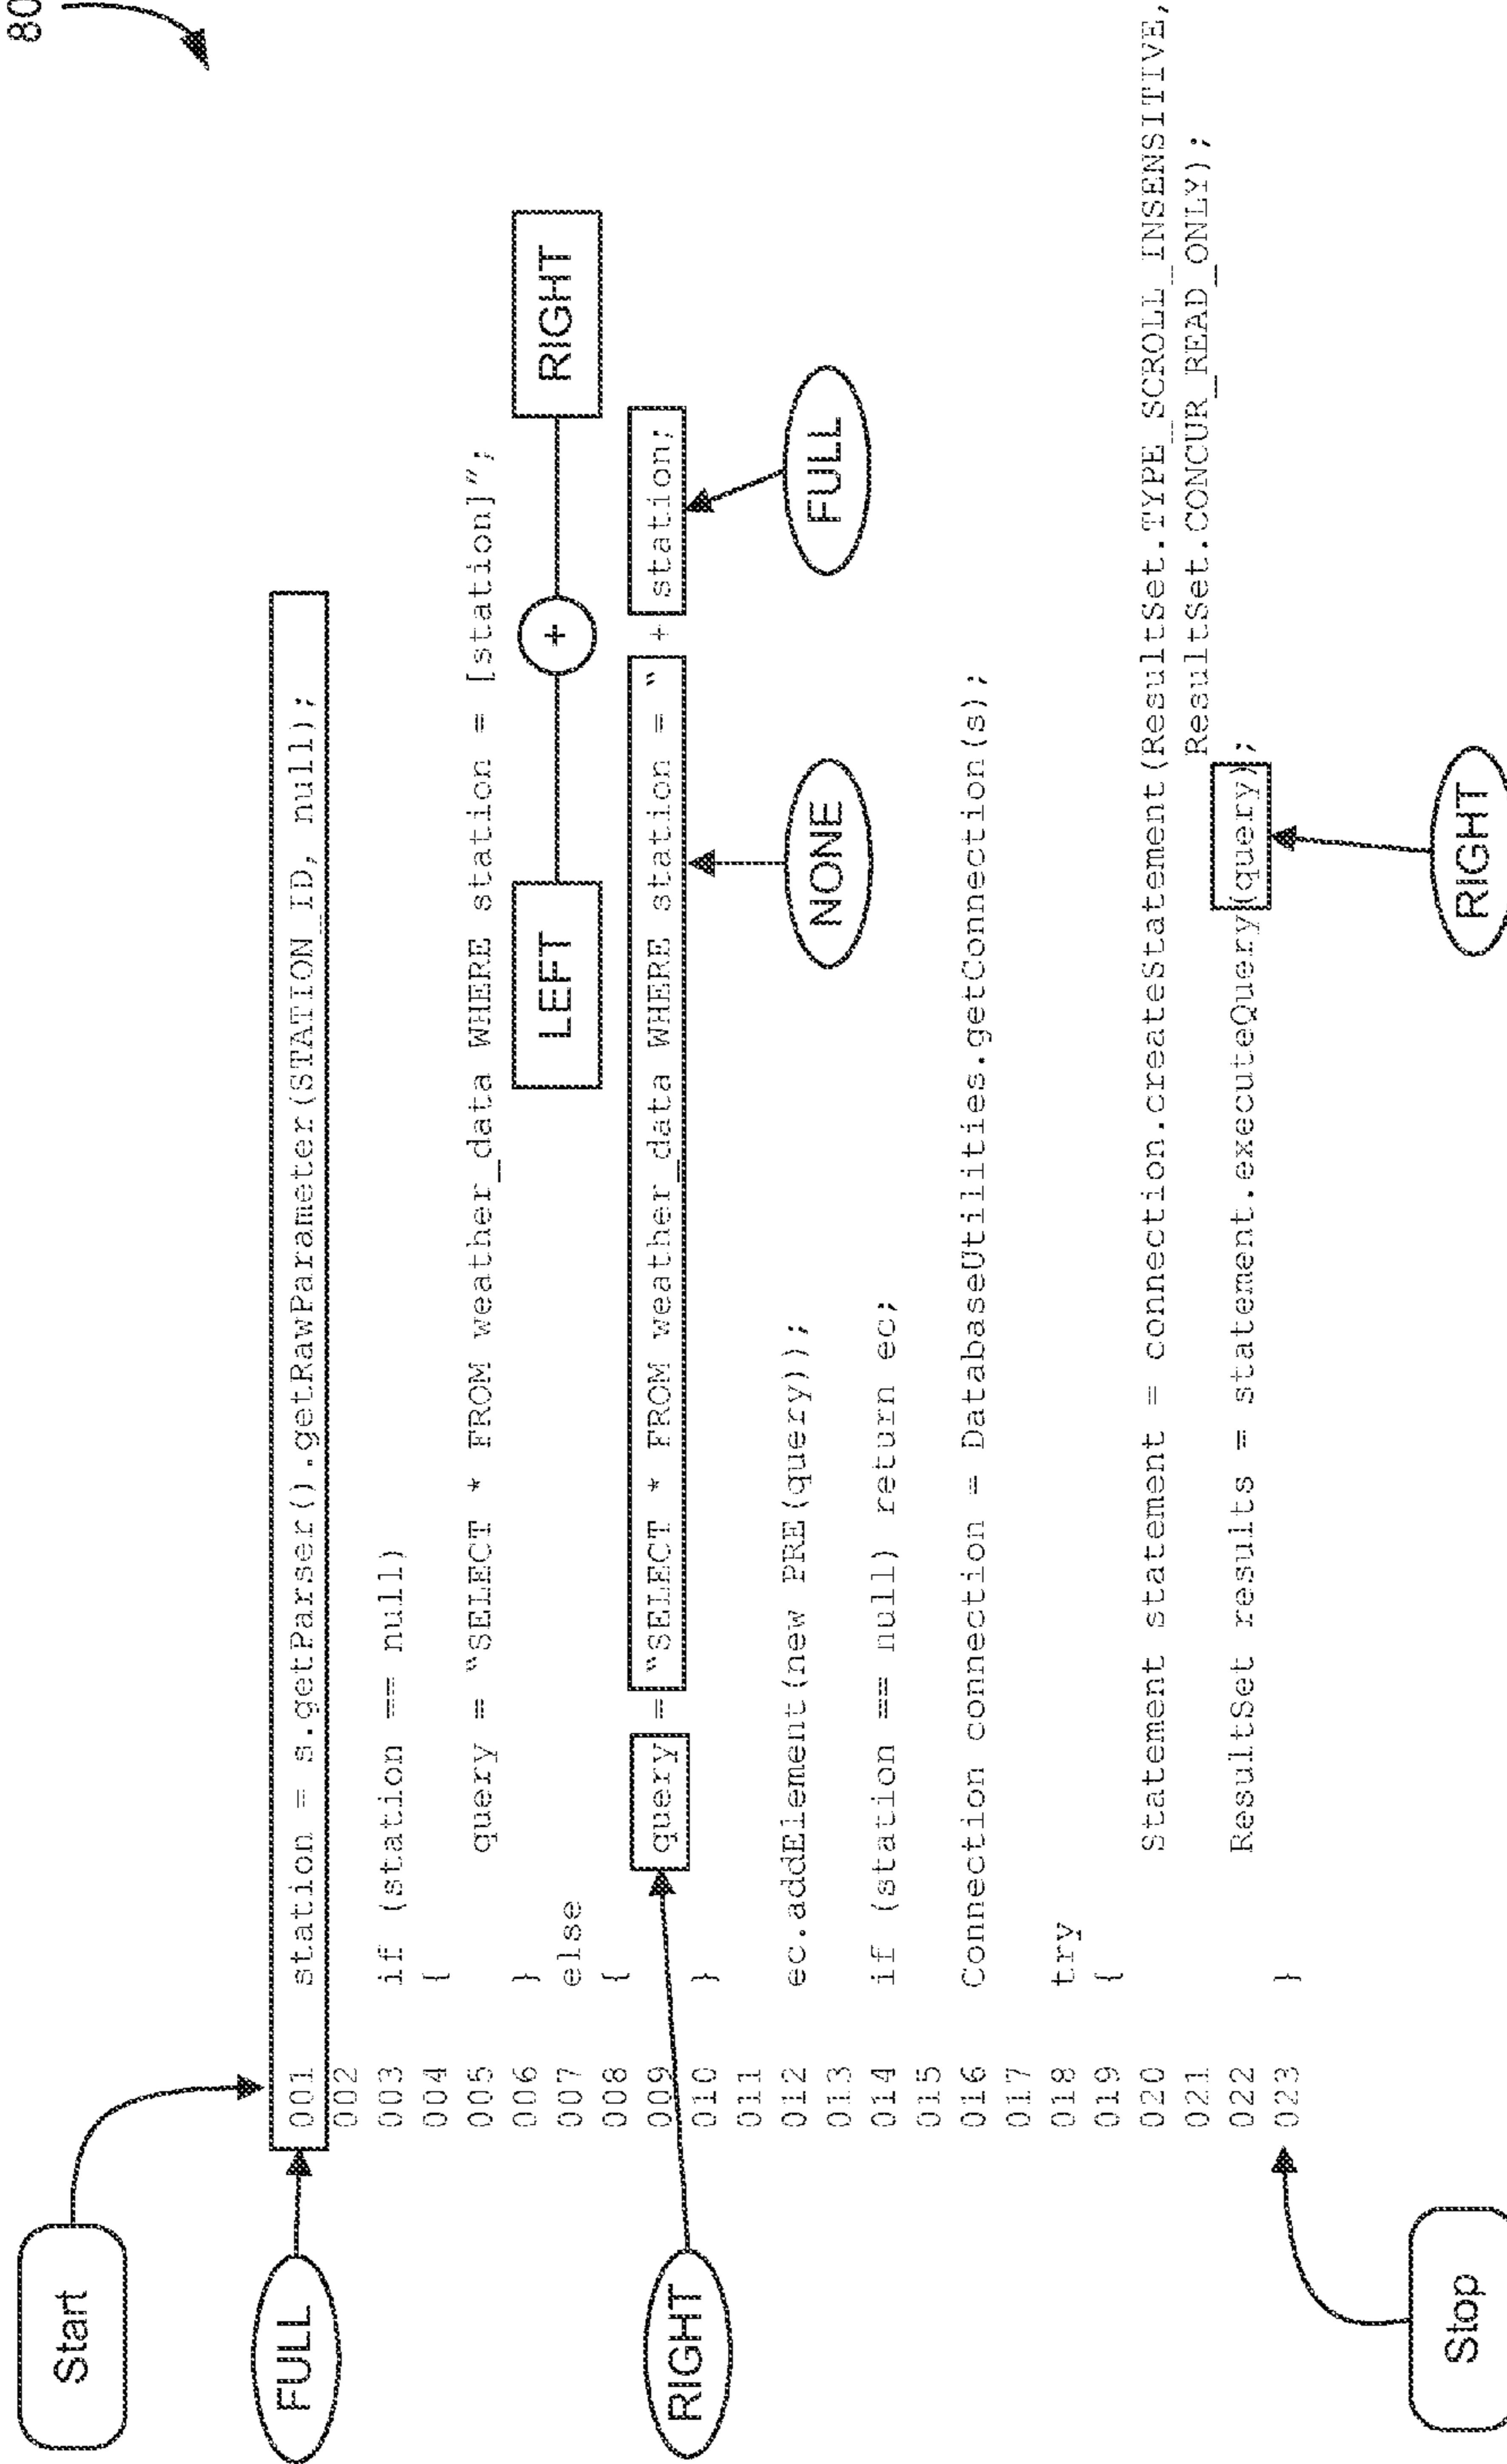 80
Start
FULL
001 station = s.getParser().getRawParameter(STATION_ID, null);
002
003 if (station == null)
004 {
005 query = “SELECT * FROM weather_data WHERE station = [station]”;
006 }
LEFT + RIGHT
007 else
008 {
RIGHT
009 query = “SELECT * FROM weather_data WHERE station = “ + station;
010 }
011
NONE FULL
012 ec.addElement(new PRE(query));
013
014 if (station == null) return ec;
015
016 Connection connection = DatabaseUtilities.getConnection(s);
017
018 try
019 {
020 Statement statement = connection.createStatement(ResultSet.TYPE_SCROLL_INSENSITIVE,
021 ResultSet.CONCUR_READ_ONLY);
022 ResultSet results = statement.executeQuery(query);
023 }
Stop
RIGHT